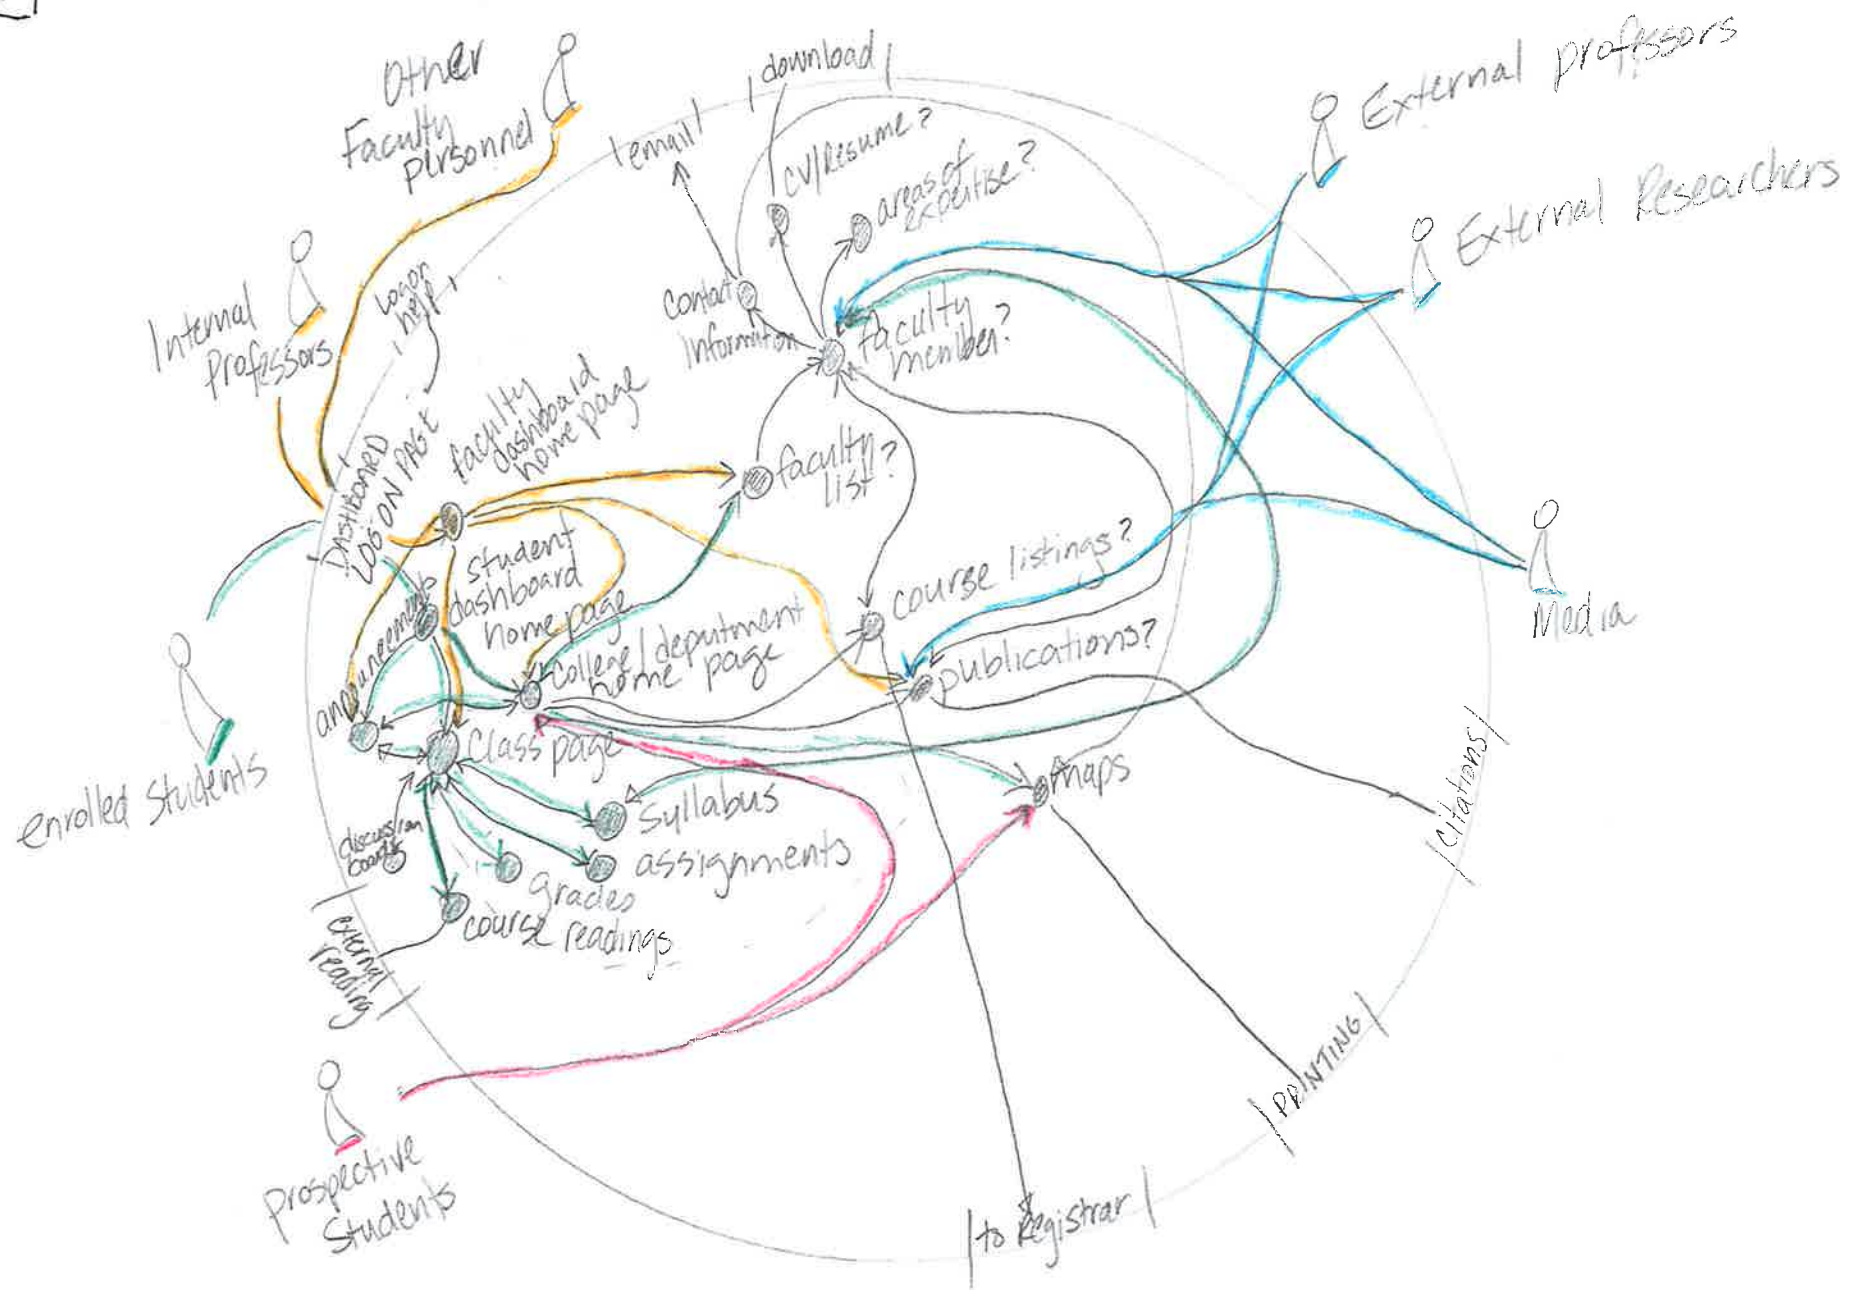 Other
Faculty
personnel
|download|
|email|
CV/Resume?
areas of
expertise?
External professors
External Researchers
Internal
Professors
Logon
help
Contact
information
faculty
member?
DASHBOARD
LOG ON PAGE
faculty
dashboard
home page
faculty
list?
student
dashboard
home page
announcements
College/department
home page
course listings?
publications?
Media
enrolled students
Class page
maps
syllabus
assignments
grades
discussion
boards
course readings
external
reading
|citations|
|PRINTING|
|to Registrar|
prospective
students